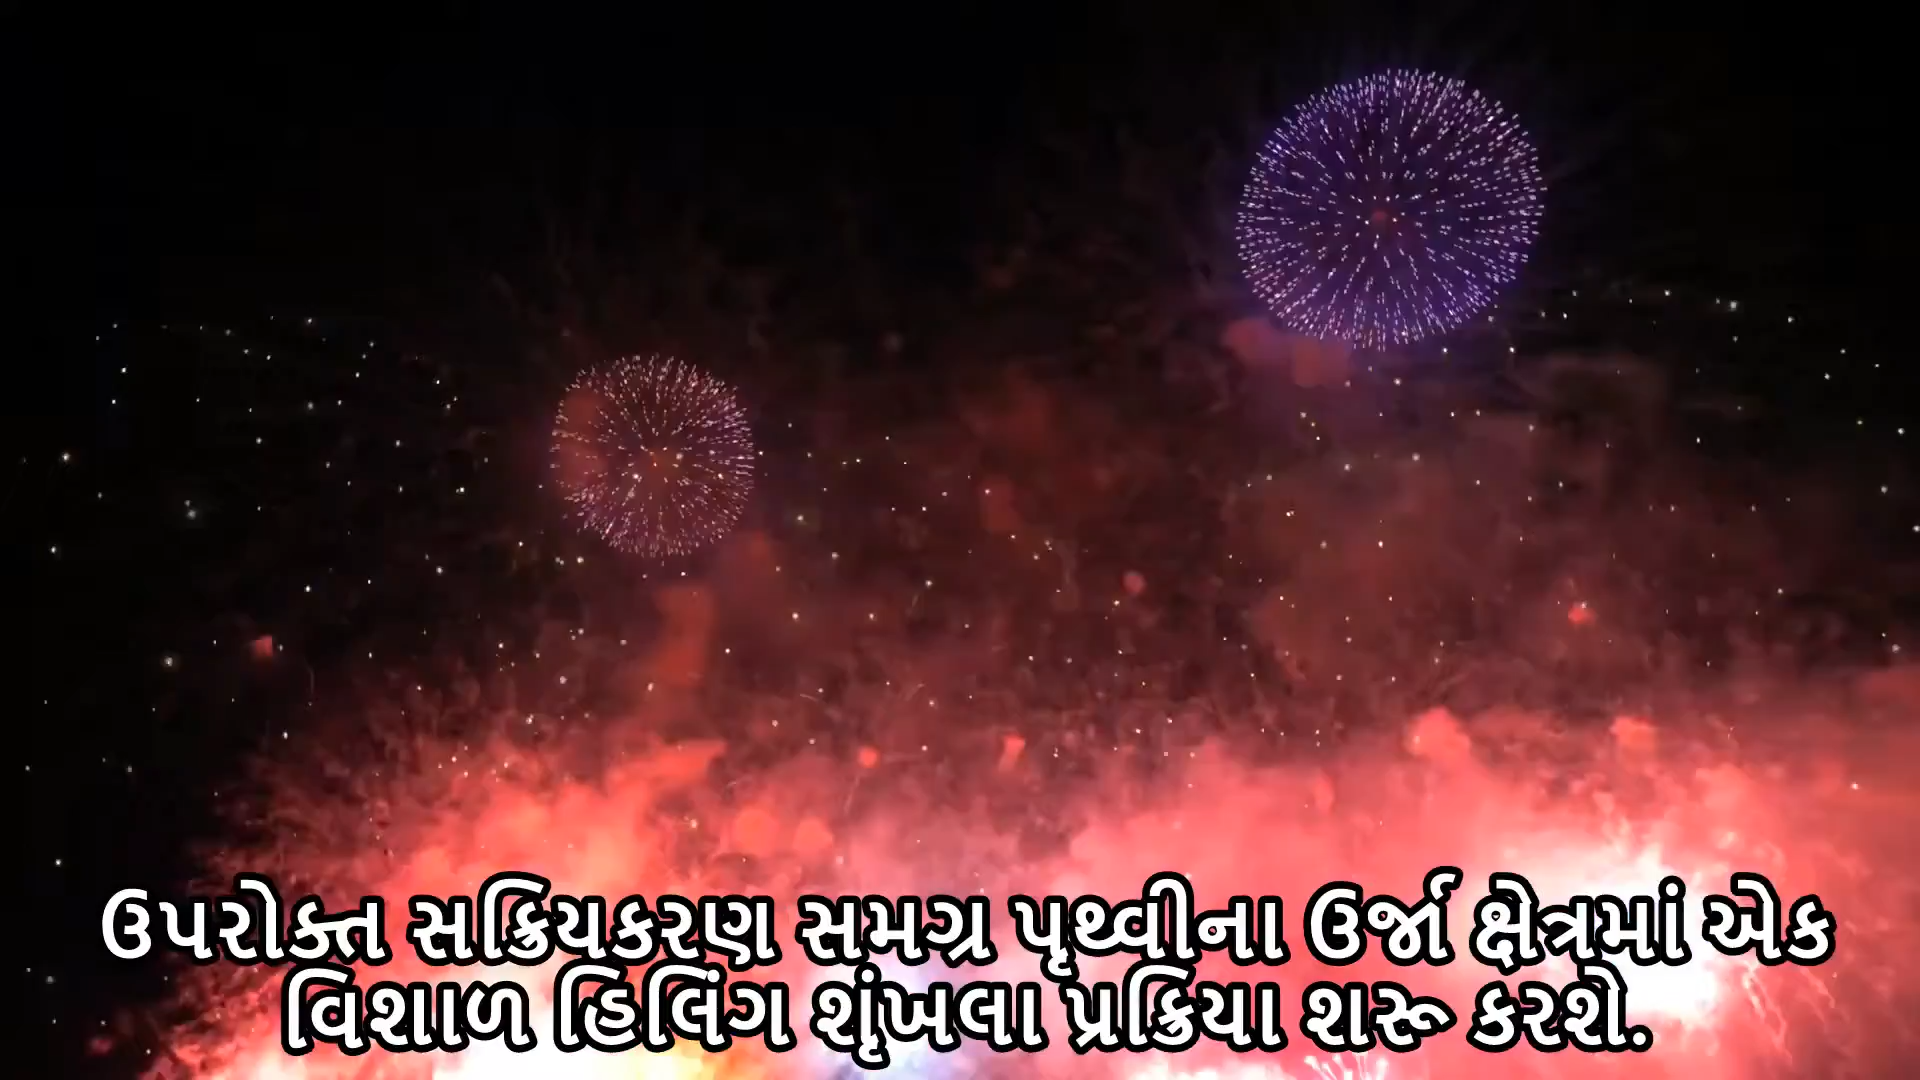 ઉપરોક્ત સક્રિયકરણ સમગ્ર પૃથ્વીના ઉર્જા ક્ષેત્રમાં એક
વિશાળ હિલિંગ શૃંખલા પ્રક્રિયા શરૂ કરશે.